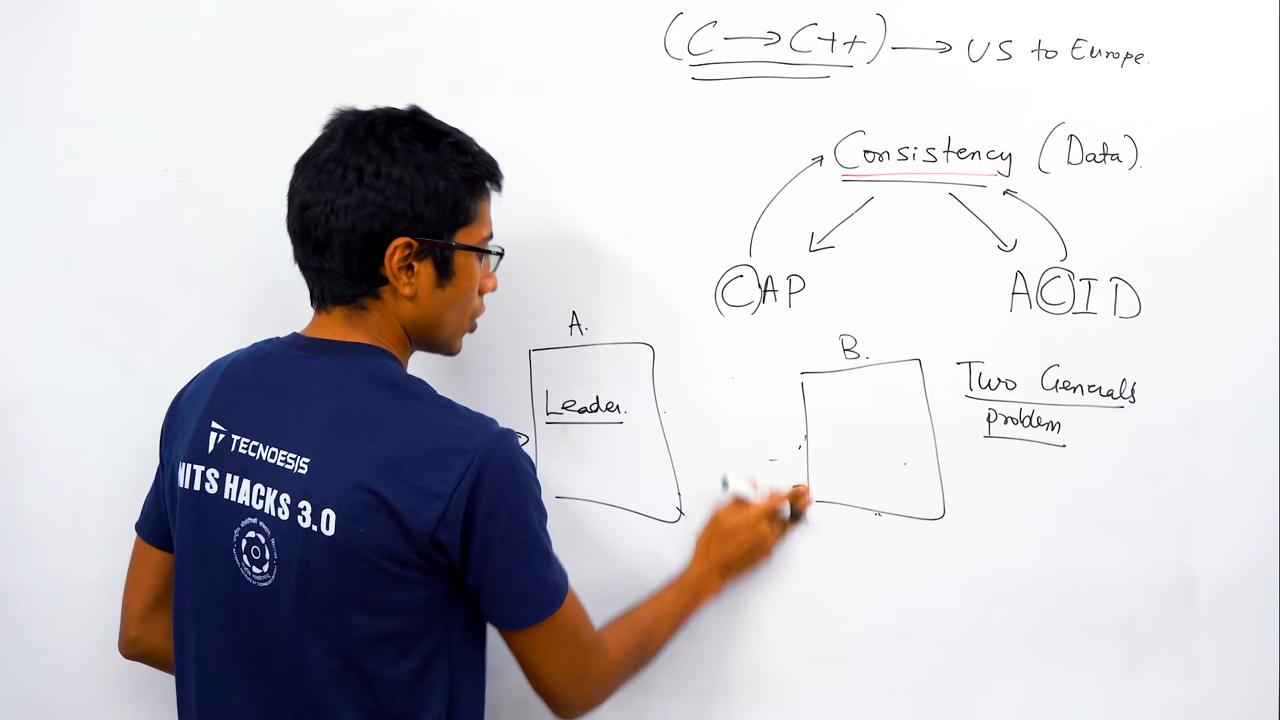 (C → C++) → US to Europe.
Consistency (Data).
CAP
ACID
A.
B.
Leader.
Two Generals
problem
TECNOESIS
NITS HACKS 3.0